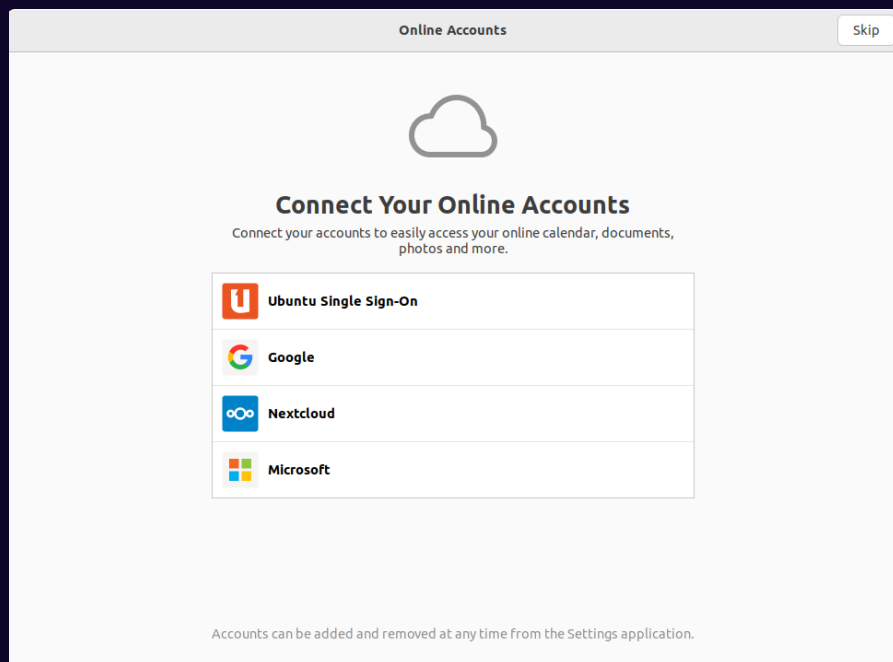 Online Accounts
Skip
Connect Your Online Accounts
Connect your accounts to easily access your online calendar, documents,
photos and more.
Ubuntu Single Sign-On
Google
Nextcloud
Microsoft
Accounts can be added and removed at any time from the Settings application.